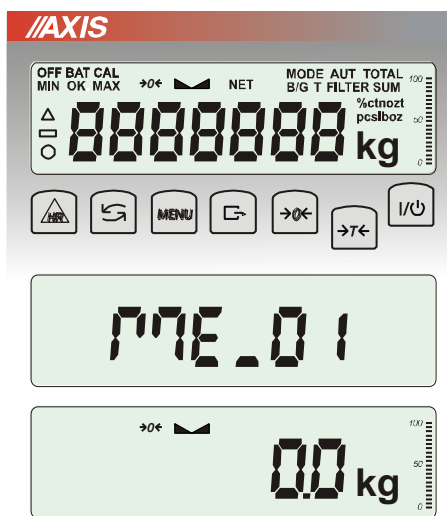 //AXIS
OFF BAT CAL MODE AUT TOTAL 100
MIN OK MAX →0← NET B/G T FILTER SUM
%ctnozt
pcslboz 50
8888888 kg
0
HR MENU →0← →T← I/⏻
ME_01
→0← 100
50
0.0 kg
0